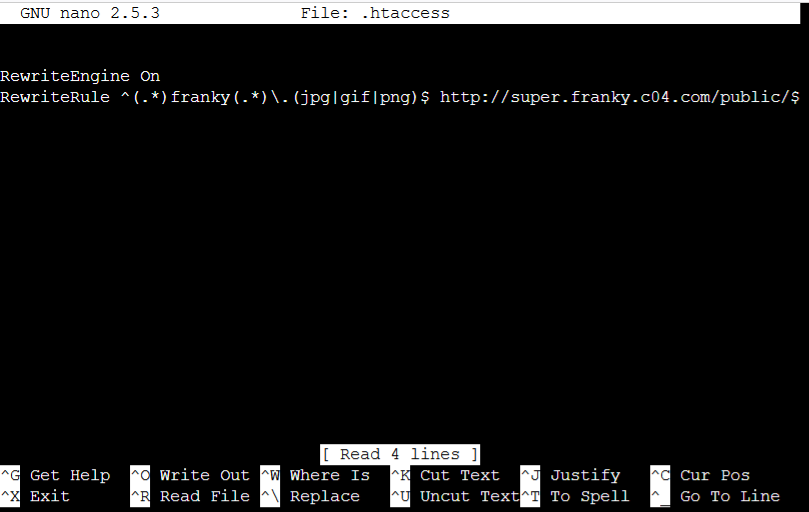 GNU nano 2.5.3 File: .htaccess
RewriteEngine On
RewriteRule ^(.*)franky(.*)\.(jpg|gif|png)$ http://super.franky.c04.com/public/$
[ Read 4 lines ]
^G Get Help ^O Write Out ^W Where Is ^K Cut Text ^J Justify ^C Cur Pos
^X Exit ^R Read File ^\ Replace ^U Uncut Text ^T To Spell ^_ Go To Line